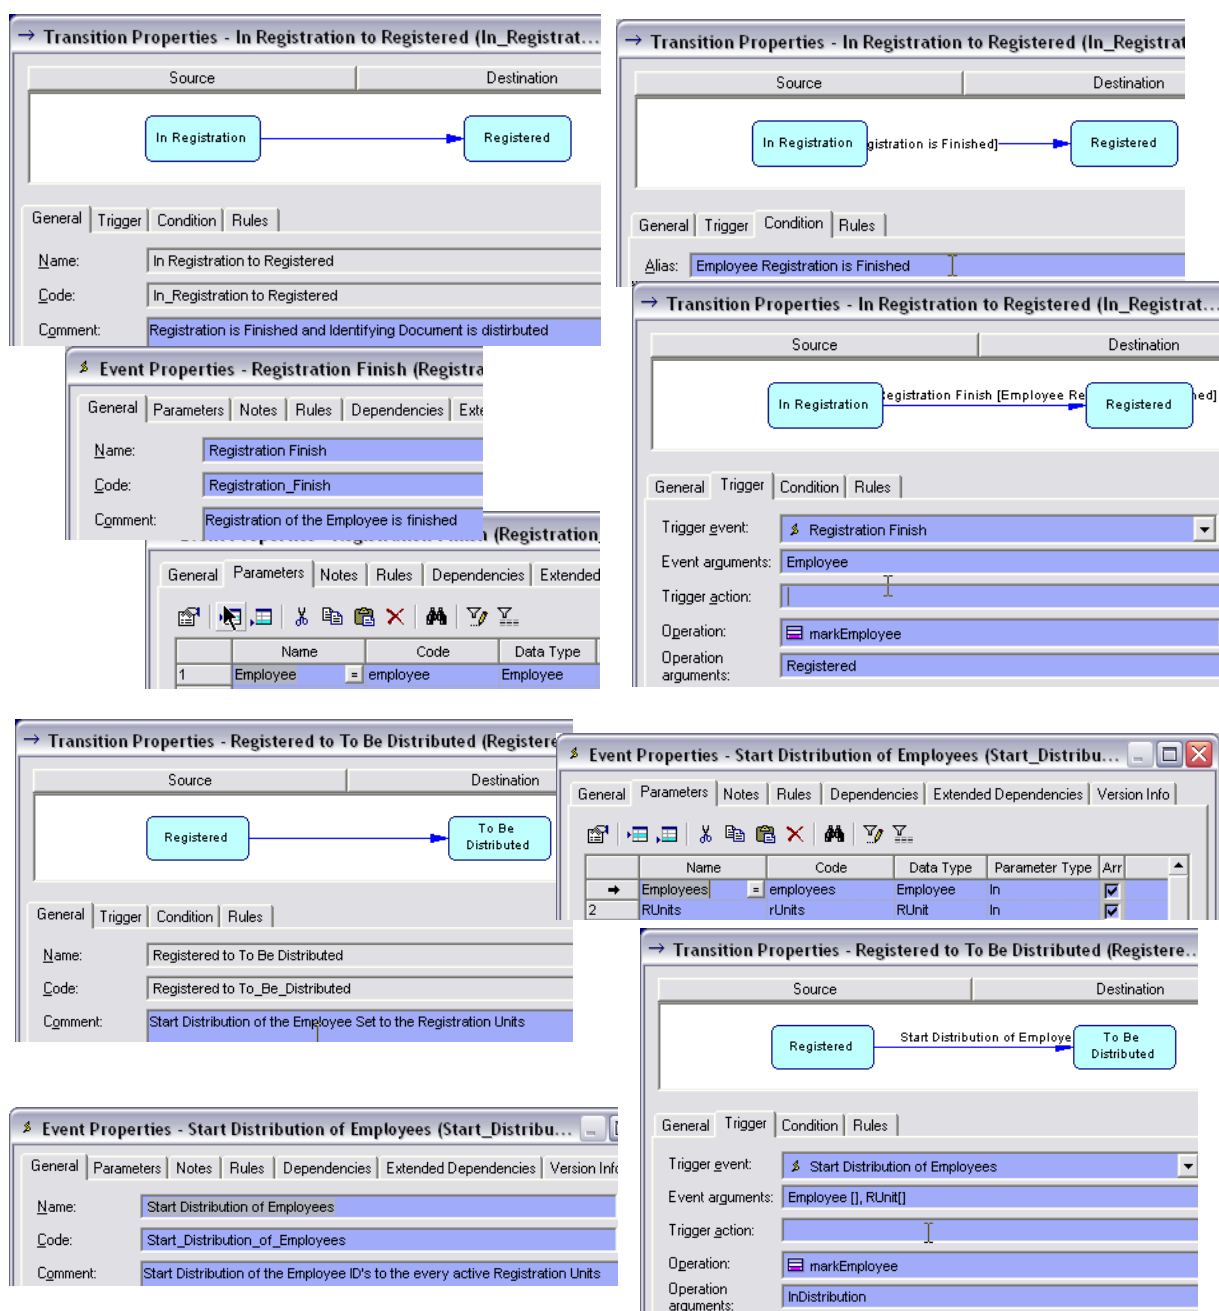 Transition Properties - In Registration to Registered (In_Registrat...
Source Destination
In Registration Registered
General Trigger Condition Rules
Name: In Registration to Registered
Code: In_Registration to Registered
Comment: Registration is Finished and Identifying Document is distirbuted
Transition Properties - In Registration to Registered (In_Registrat
Source Destination
In Registration gistration is Finished] Registered
General Trigger Condition Rules
Alias: Employee Registration is Finished
Event Properties - Registration Finish (Registra
General Parameters Notes Rules Dependencies Exte
Name: Registration Finish
Code: Registration_Finish
Comment: Registration of the Employee is finished
(Registration_
General Parameters Notes Rules Dependencies Extended
Name Code Data Type
1 Employee = employee Employee
Transition Properties - In Registration to Registered (In_Registrat...
Source Destination
In Registration egistration Finish [Employee Re Registered ned]
General Trigger Condition Rules
Trigger event: Registration Finish
Event arguments: Employee
Trigger action:
Operation: markEmployee
Operation arguments: Registered
Transition Properties - Registered to To Be Distributed (Registere
Source Destination
Registered To Be Distributed
General Trigger Condition Rules
Name: Registered to To Be Distributed
Code: Registered to To_Be_Distributed
Comment: Start Distribution of the Employee Set to the Registration Units
Event Properties - Start Distribution of Employees (Start_Distribu...
General Parameters Notes Rules Dependencies Extended Dependencies Version Info
Name Code Data Type Parameter Type Arr
Employees = employees Employee In
2 RUnits rUnits RUnit In
Event Properties - Start Distribution of Employees (Start_Distribu...
General Parameters Notes Rules Dependencies Extended Dependencies Version Info
Name: Start Distribution of Employees
Code: Start_Distribution_of_Employees
Comment: Start Distribution of the Employee ID's to the every active Registration Units
Transition Properties - Registered to To Be Distributed (Registere...
Source Destination
Registered Start Distribution of Employe To Be Distributed
General Trigger Condition Rules
Trigger event: Start Distribution of Employees
Event arguments: Employee [], RUnit[]
Trigger action:
Operation: markEmployee
Operation arguments: InDistribution